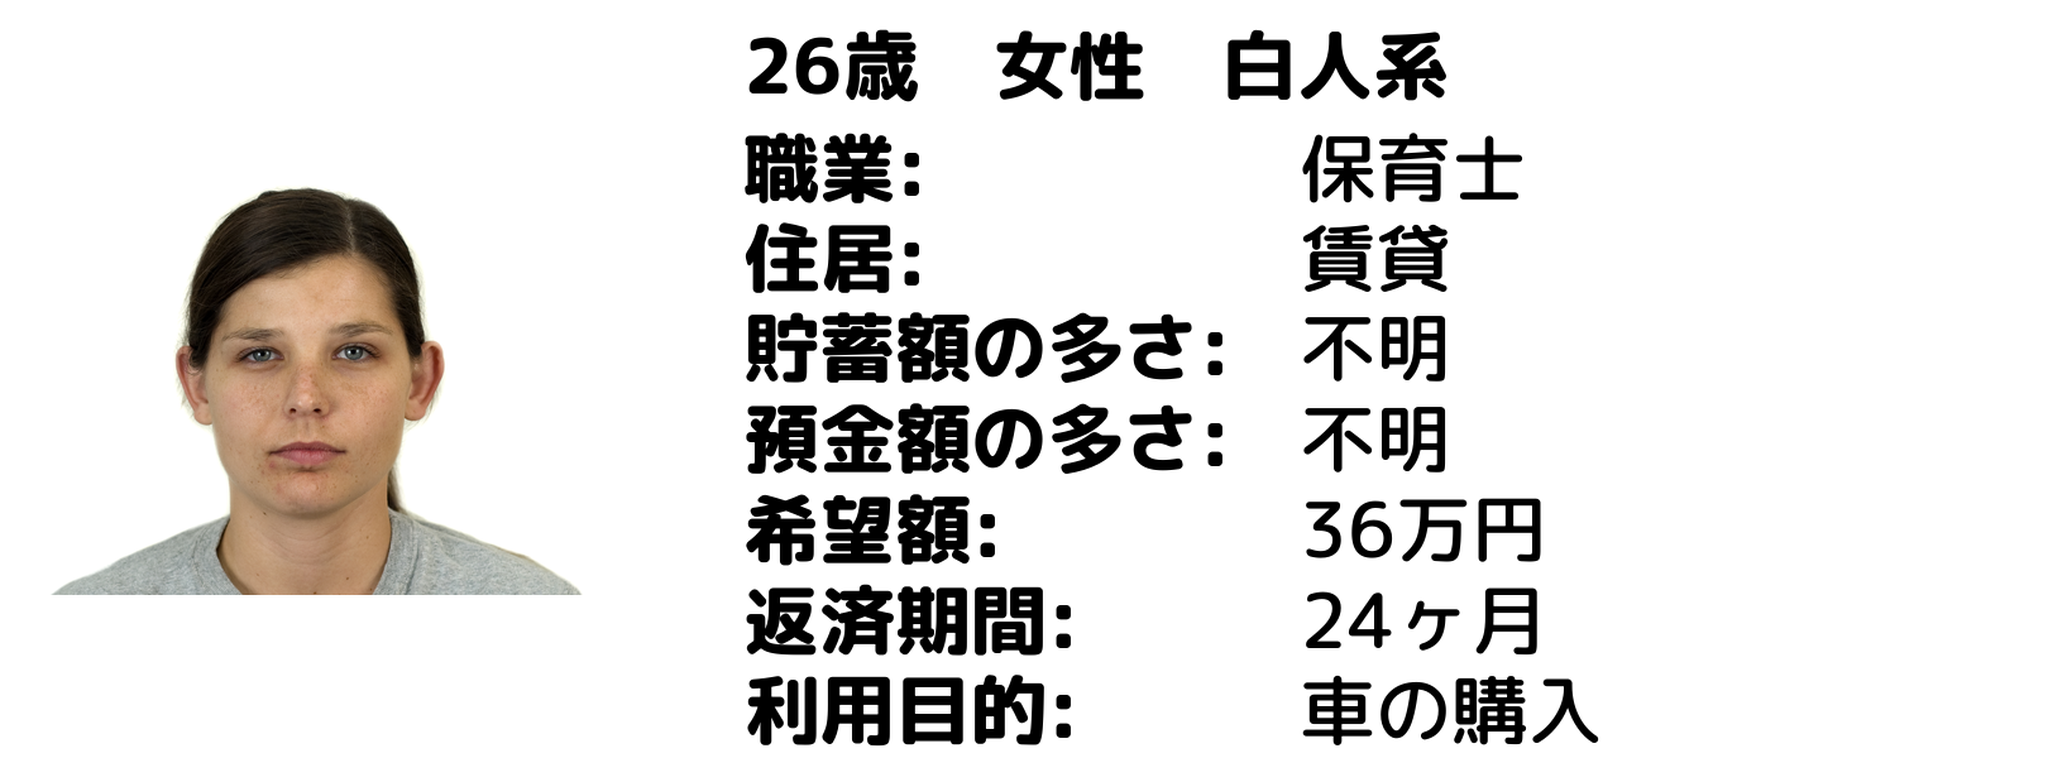 26歳　女性　白人系
職業:　保育士
住居:　賃貸
貯蓄額の多さ:　不明
預金額の多さ:　不明
希望額:　36万円
返済期間:　24ヶ月
利用目的:　車の購入